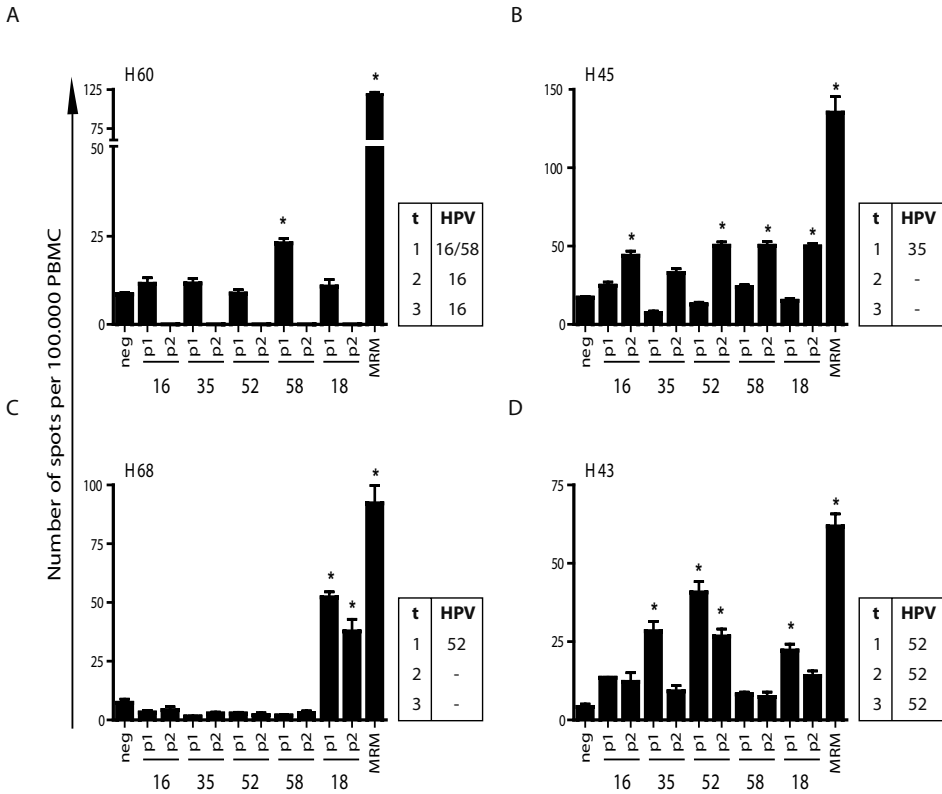 A
B
Number of spots per 100.000 PBMC
H60
125
75
50
25
0
*
*
neg p1 p2 p1 p2 p1 p2 p1 p2 p1 p2 MRM
16 35 52 58 18
t HPV
1 16/58
2 16
3 16
H45
150
100
50
0
* * * * *
neg p1 p2 p1 p2 p1 p2 p1 p2 p1 p2 MRM
16 35 52 58 18
t HPV
1 35
2 -
3 -
C
D
H68
100
75
50
25
0
* * *
neg p1 p2 p1 p2 p1 p2 p1 p2 p1 p2 MRM
16 35 52 58 18
t HPV
1 52
2 -
3 -
H43
75
50
25
0
* * * * *
neg p1 p2 p1 p2 p1 p2 p1 p2 p1 p2 MRM
16 35 52 58 18
t HPV
1 52
2 52
3 52